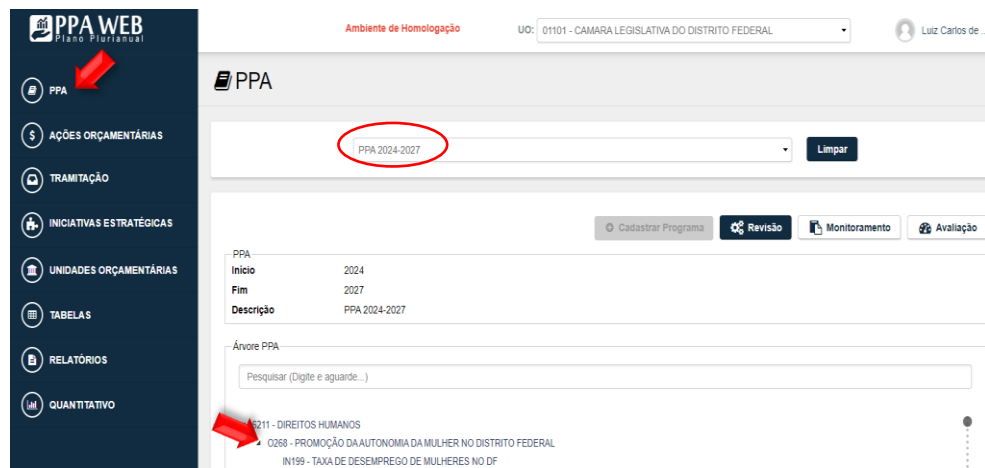 PPA WEB
Plano Plurianual
Ambiente de Homologação
UO: 01101 - CAMARA LEGISLATIVA DO DISTRITO FEDERAL
Luiz Carlos de ..
PPA
AÇÕES ORÇAMENTÁRIAS
TRAMITAÇÃO
INICIATIVAS ESTRATÉGICAS
UNIDADES ORÇAMENTÁRIAS
TABELAS
RELATÓRIOS
QUANTITATIVO
PPA
PPA 2024-2027
Limpar
Cadastrar Programa
Revisão
Monitoramento
Avaliação
PPA
Início 2024
Fim 2027
Descrição PPA 2024-2027
Árvore PPA
Pesquisar (Digite e aguarde...)
6211 - DIREITOS HUMANOS
O268 - PROMOÇÃO DA AUTONOMIA DA MULHER NO DISTRITO FEDERAL
IN199 - TAXA DE DESEMPREGO DE MULHERES NO DF